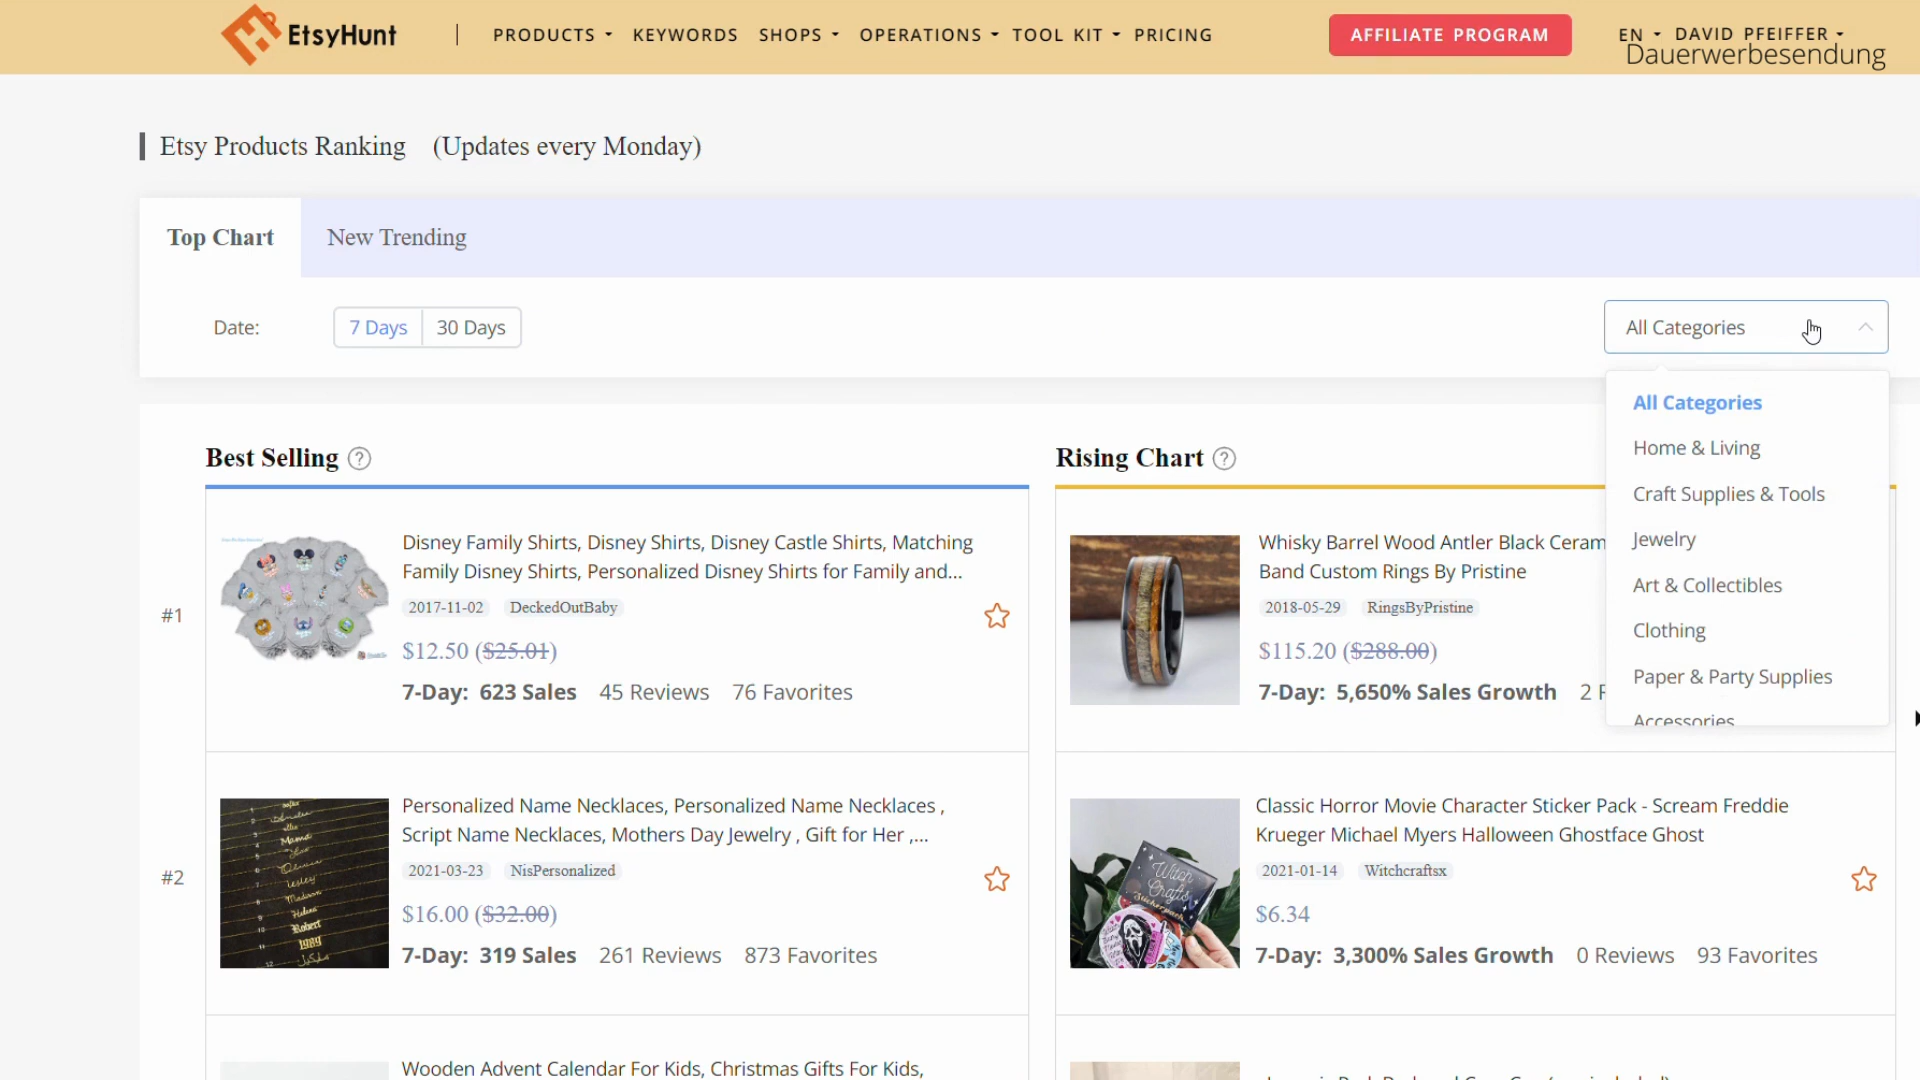 EtsyHunt
PRODUCTS KEYWORDS SHOPS OPERATIONS TOOL KIT PRICING
AFFILIATE PROGRAM
EN DAVID PFEIFFER
Dauerwerbesendung
Etsy Products Ranking (Updates every Monday)
Top Chart New Trending
Date: 7 Days 30 Days
All Categories
All Categories
Home & Living
Craft Supplies & Tools
Jewelry
Art & Collectibles
Clothing
Paper & Party Supplies
Accessories
Best Selling ?
#1
Disney Family Shirts, Disney Shirts, Disney Castle Shirts, Matching
Family Disney Shirts, Personalized Disney Shirts for Family and...
2017-11-02 DeckedOutBaby
$12.50 ($25.01)
7-Day: 623 Sales 45 Reviews 76 Favorites
#2
Personalized Name Necklaces, Personalized Name Necklaces ,
Script Name Necklaces, Mothers Day Jewelry , Gift for Her ,...
2021-03-23 NisPersonalized
$16.00 ($32.00)
7-Day: 319 Sales 261 Reviews 873 Favorites
Wooden Advent Calendar For Kids, Christmas Gifts For Kids,
Rising Chart ?
Whisky Barrel Wood Antler Black Ceram
Band Custom Rings By Pristine
2018-05-29 RingsByPristine
$115.20 ($288.00)
7-Day: 5,650% Sales Growth 2
Classic Horror Movie Character Sticker Pack - Scream Freddie
Krueger Michael Myers Halloween Ghostface Ghost
2021-01-14 Witchcraftsx
$6.34
7-Day: 3,300% Sales Growth 0 Reviews 93 Favorites